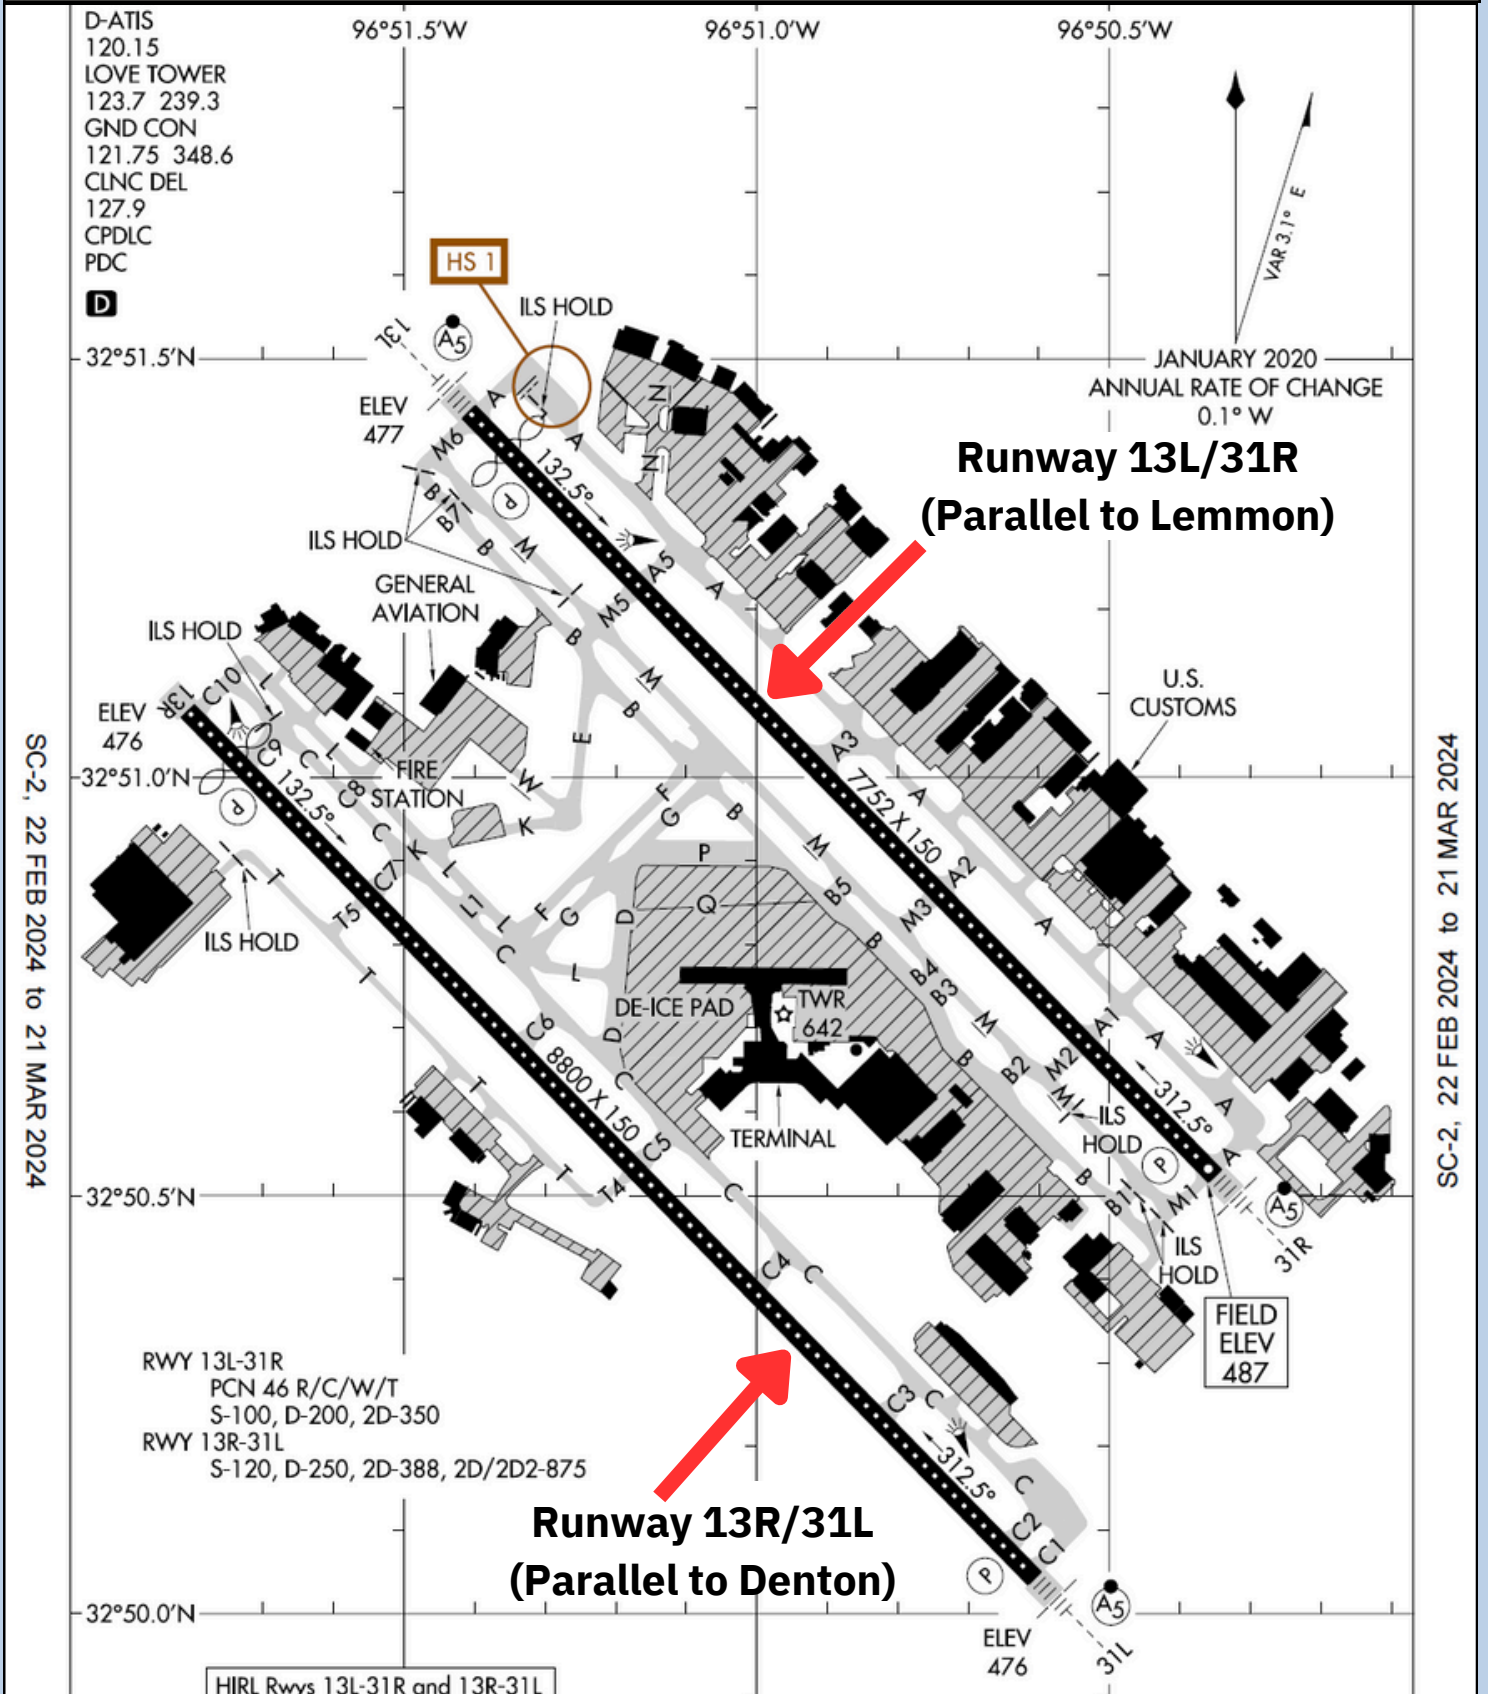 D-ATIS
120.15
LOVE TOWER
123.7 239.3
GND CON
121.75 348.6
CLNC DEL
127.9
CPDLC
PDC
D
96°51.5'W
96°51.0'W
96°50.5'W
VAR 3.1° E
JANUARY 2020
ANNUAL RATE OF CHANGE
0.1° W
HS 1
ILS HOLD
13L
A5
32°51.5'N
ELEV
477
A
A
M6
132.5°
P
N
N
N
Runway 13L/31R
(Parallel to Lemmon)
B
B7
B
M
ILS HOLD
A5
A
M5
B
GENERAL
AVIATION
ILS HOLD
L
C10
13R
ELEV
476
M
B
E
U.S.
CUSTOMS
A3
A
7752 X 150
C9
C
L
132.5°
P
C8
FIRE
STATION
W
K
32°51.0'N
F
G
B
M
C
K
C7
L
L1
L
C
P
Q
D
F
G
L
B5
B
M3
A2
A
T
T5
T
ILS HOLD
DE-ICE PAD
TWR
642
B4
B3
M
A1
A
C6
D
C
8800 X 150
C5
TERMINAL
B
B2
M2
M1
ILS
HOLD
312.5°
A
A
P
T
T
T4
32°50.5'N
C
B
B1
M1
A5
31R
ILS
HOLD
FIELD
ELEV
487
C4
C
RWY 13L-31R
PCN 46 R/C/W/T
S-100, D-200, 2D-350
RWY 13R-31L
S-120, D-250, 2D-388, 2D/2D2-875
C3
C
312.5°
C
C2
C1
Runway 13R/31L
(Parallel to Denton)
P
A5
32°50.0'N
ELEV
476
31L
HIRL Rwys 13L-31R and 13R-31L
SC-2, 22 FEB 2024 to 21 MAR 2024
SC-2, 22 FEB 2024 to 21 MAR 2024